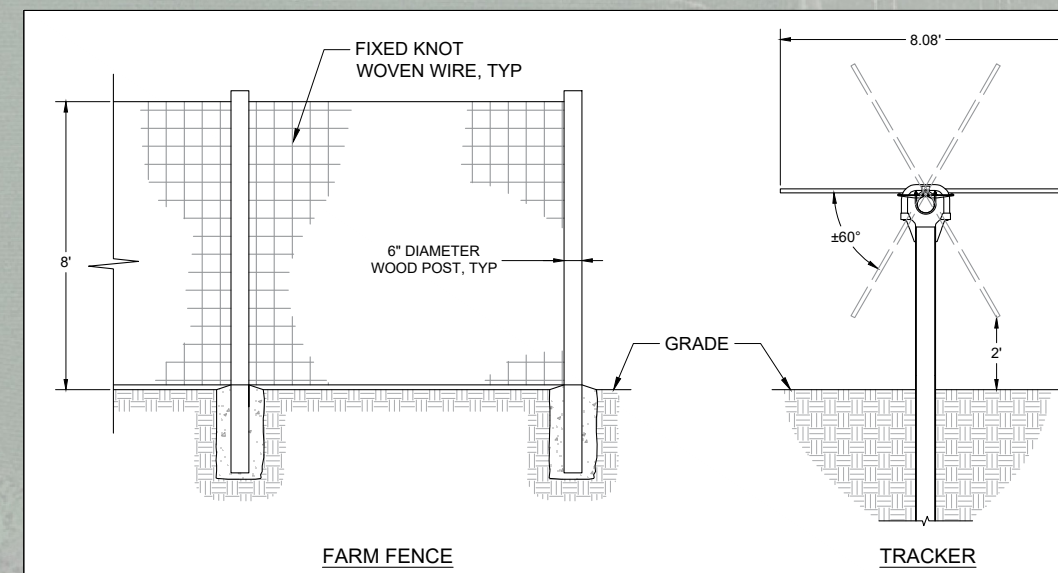 FIXED KNOT
WOVEN WIRE, TYP
8'
6" DIAMETER
WOOD POST, TYP
GRADE
FARM FENCE
8.08'
±60°
2'
TRACKER